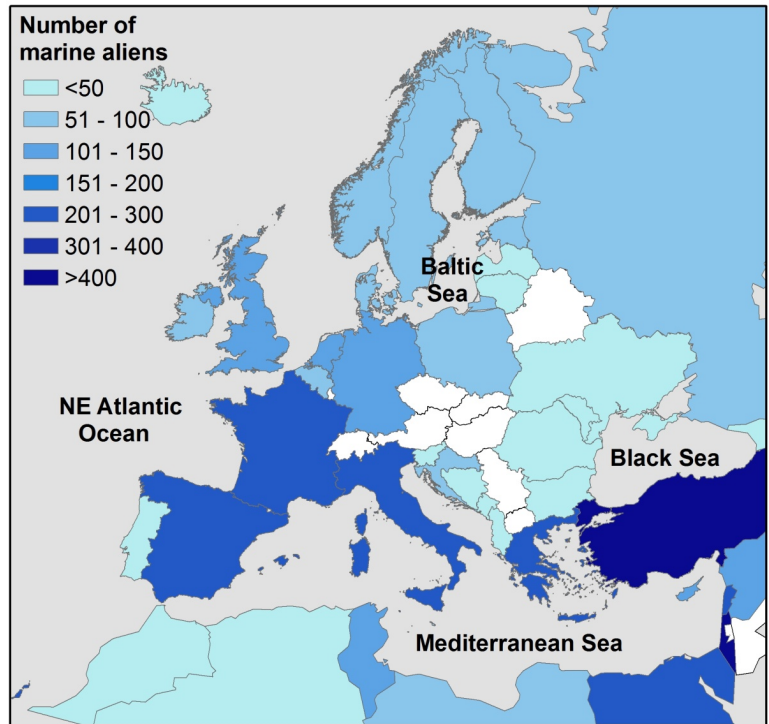 Number of
marine aliens
<50
51 - 100
101 - 150
151 - 200
201 - 300
301 - 400
>400
Baltic
Sea
NE Atlantic
Ocean
Black Sea
Mediterranean Sea